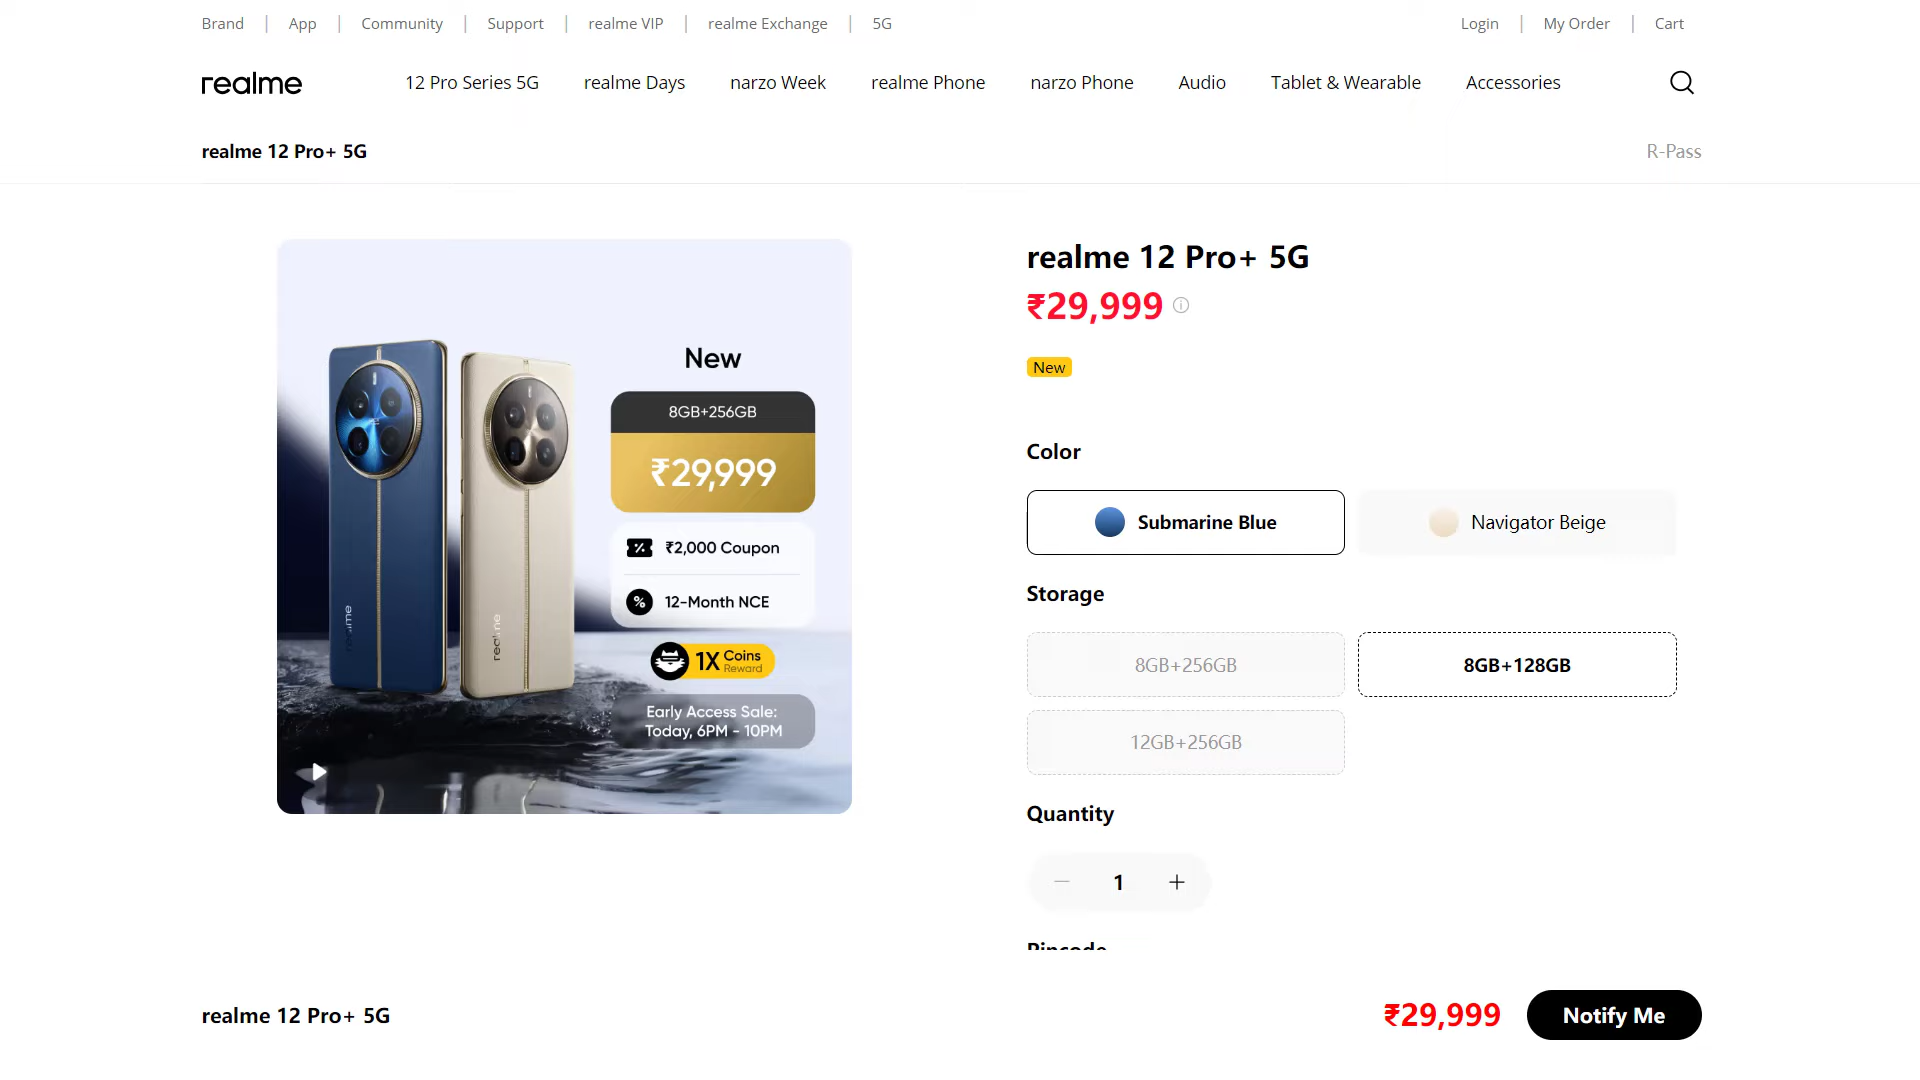 Brand
App
Community
Support
realme VIP
realme Exchange
5G
Login
My Order
Cart
realme
12 Pro Series 5G
realme Days
narzo Week
realme Phone
narzo Phone
Audio
Tablet & Wearable
Accessories
realme 12 Pro+ 5G
R-Pass
New
8GB+256GB
₹29,999
₹2,000 Coupon
12-Month NCE
1X Coins Reward
Early Access Sale:
Today, 6PM - 10PM
realme
realme
realme 12 Pro+ 5G
₹29,999
New
Color
Submarine Blue
Navigator Beige
Storage
8GB+256GB
8GB+128GB
12GB+256GB
Quantity
1
Pincode
realme 12 Pro+ 5G
₹29,999
Notify Me